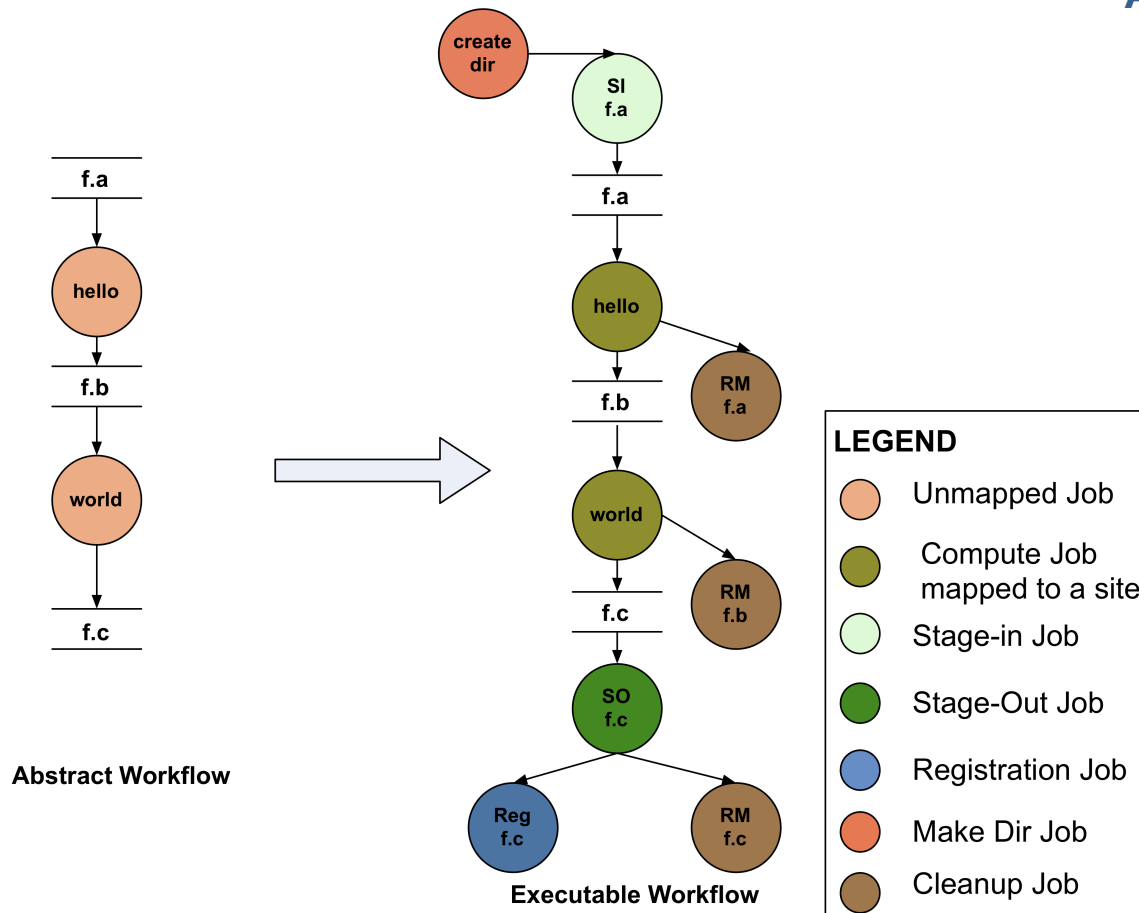 create
dir
SI
f.a
f.a
hello
f.b
world
f.c
Abstract Workflow
f.a
hello
RM
f.a
f.b
world
RM
f.b
f.c
SO
f.c
Reg
f.c
RM
f.c
Executable Workflow
LEGEND
Unmapped Job
Compute Job
mapped to a site
Stage-in Job
Stage-Out Job
Registration Job
Make Dir Job
Cleanup Job